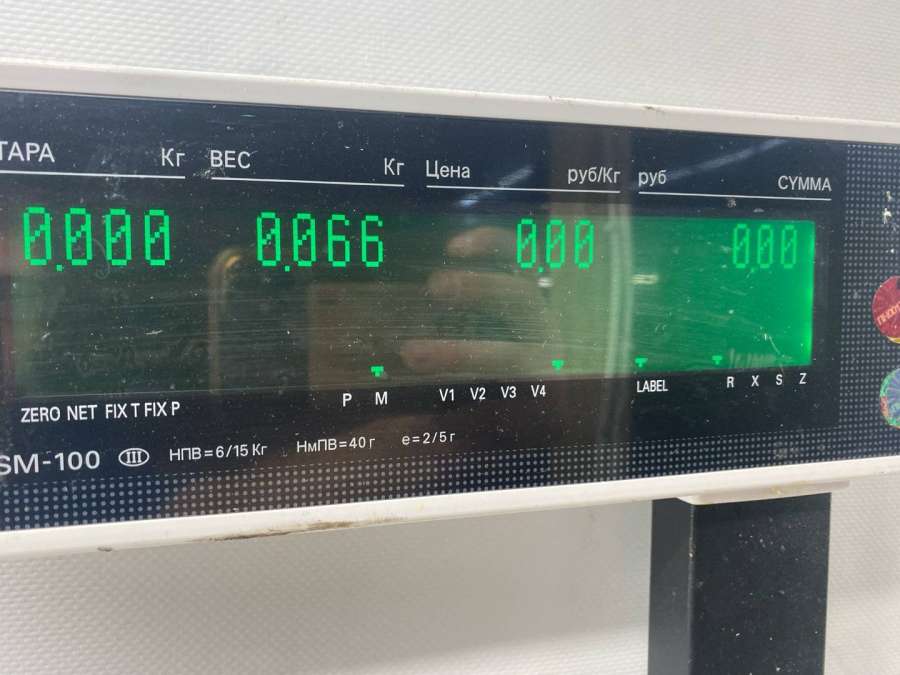 ТАРА Кг ВЕС Кг Цена руб/Кг руб СУММА
0.000 0.066 0.00 0.00
P M V1 V2 V3 V4 LABEL R X S Z
ZERO NET FIX T FIX P
SM-100 III НПВ=6/15 Кг НмПВ=40 г e=2/5 г